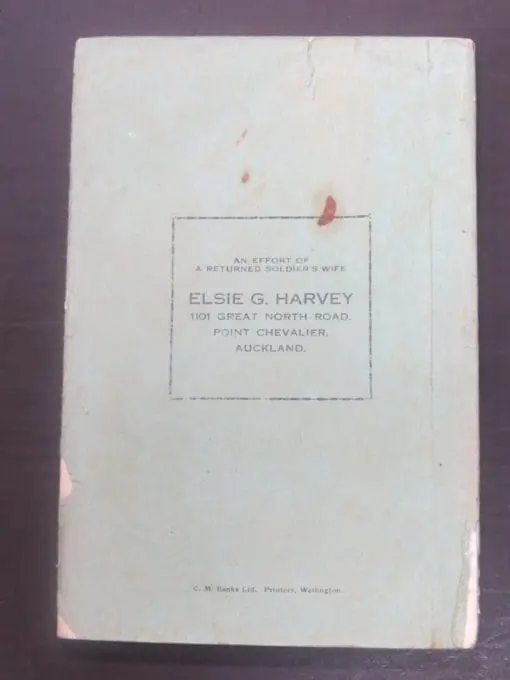 AN EFFORT OF
A RETURNED SOLDIER'S WIFE
ELSIE G. HARVEY
1101 GREAT NORTH ROAD,
POINT CHEVALIER,
AUCKLAND.
C. M. Banks Ltd. Printers, Wellington.